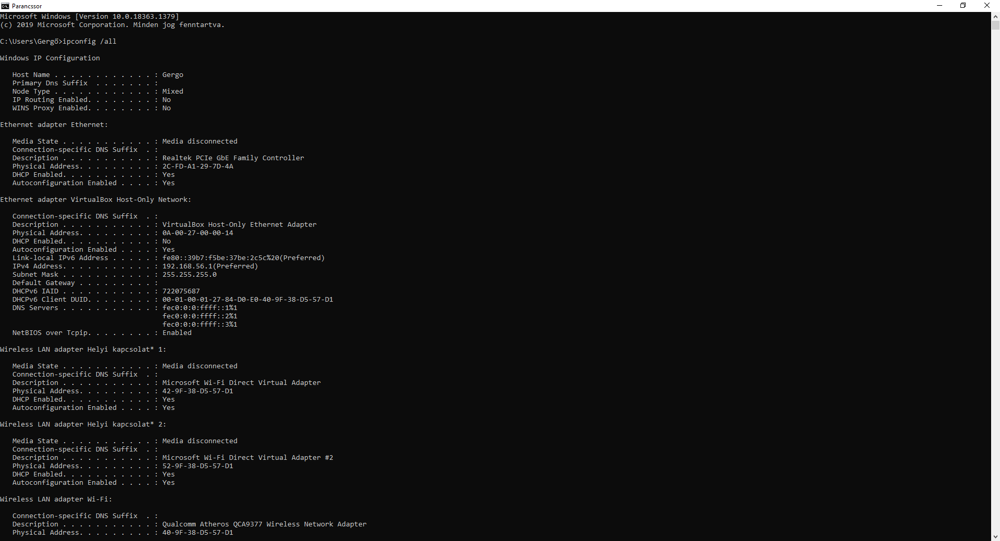 Parancssor
Microsoft Windows [Version 10.0.18363.1379]
(c) 2019 Microsoft Corporation. Minden jog fenntartva.
C:\Users\Gergő>ipconfig /all
Windows IP Configuration
Host Name . . . . . . . . . . . . : Gergo
Primary Dns Suffix  . . . . . . . :
Node Type . . . . . . . . . . . . : Mixed
IP Routing Enabled. . . . . . . . : No
WINS Proxy Enabled. . . . . . . . : No
Ethernet adapter Ethernet:
Media State . . . . . . . . . . . : Media disconnected
Connection-specific DNS Suffix  . :
Description . . . . . . . . . . . : Realtek PCIe GbE Family Controller
Physical Address. . . . . . . . . : 2C-FD-A1-29-7D-4A
DHCP Enabled. . . . . . . . . . . : Yes
Autoconfiguration Enabled . . . . : Yes
Ethernet adapter VirtualBox Host-Only Network:
Connection-specific DNS Suffix  . :
Description . . . . . . . . . . . : VirtualBox Host-Only Ethernet Adapter
Physical Address. . . . . . . . . : 0A-00-27-00-00-14
DHCP Enabled. . . . . . . . . . . : No
Autoconfiguration Enabled . . . . : Yes
Link-local IPv6 Address . . . . . : fe80::39b7:f5be:37be:2c5c%20(Preferred)
IPv4 Address. . . . . . . . . . . : 192.168.56.1(Preferred)
Subnet Mask . . . . . . . . . . . : 255.255.255.0
Default Gateway . . . . . . . . . :
DHCPv6 IAID . . . . . . . . . . . : 722075687
DHCPv6 Client DUID. . . . . . . . : 00-01-00-01-27-84-D0-E0-40-9F-38-D5-57-D1
DNS Servers . . . . . . . . . . . : fec0:0:0:ffff::1%1
fec0:0:0:ffff::2%1
fec0:0:0:ffff::3%1
NetBIOS over Tcpip. . . . . . . . : Enabled
Wireless LAN adapter Helyi kapcsolat* 1:
Media State . . . . . . . . . . . : Media disconnected
Connection-specific DNS Suffix  . :
Description . . . . . . . . . . . : Microsoft Wi-Fi Direct Virtual Adapter
Physical Address. . . . . . . . . : 42-9F-38-D5-57-D1
DHCP Enabled. . . . . . . . . . . : Yes
Autoconfiguration Enabled . . . . : Yes
Wireless LAN adapter Helyi kapcsolat* 2:
Media State . . . . . . . . . . . : Media disconnected
Connection-specific DNS Suffix  . :
Description . . . . . . . . . . . : Microsoft Wi-Fi Direct Virtual Adapter #2
Physical Address. . . . . . . . . : 52-9F-38-D5-57-D1
DHCP Enabled. . . . . . . . . . . : Yes
Autoconfiguration Enabled . . . . : Yes
Wireless LAN adapter Wi-Fi:
Connection-specific DNS Suffix  . :
Description . . . . . . . . . . . : Qualcomm Atheros QCA9377 Wireless Network Adapter
Physical Address. . . . . . . . . : 40-9F-38-D5-57-D1